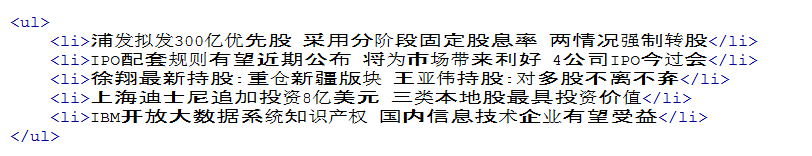 <ul>
<li>浦发拟发300亿优先股 采用分阶段固定股息率 两情况强制转股</li>
<li>IPO配套规则有望近期公布 将为市场带来利好 4公司IPO今过会</li>
<li>徐翔最新持股:重仓新疆版块 王亚伟持股:对多股不离不弃</li>
<li>上海迪士尼追加投资8亿美元 三类本地股最具投资价值</li>
<li>IBM开放大数据系统知识产权 国内信息技术企业有望受益</li>
</ul>